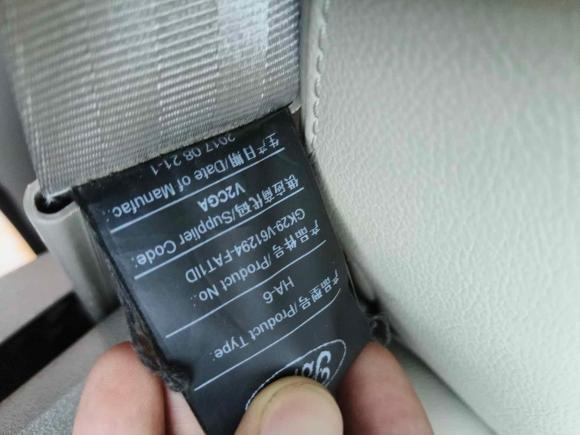 产品型号/Product Type:
HA-6
产品件号/Product No.:
GK29-V61294-FAT1ID
供应商代码/Supplier Code:
V2CGA
生产日期/Date of Manufac.:
2017.08.21-1